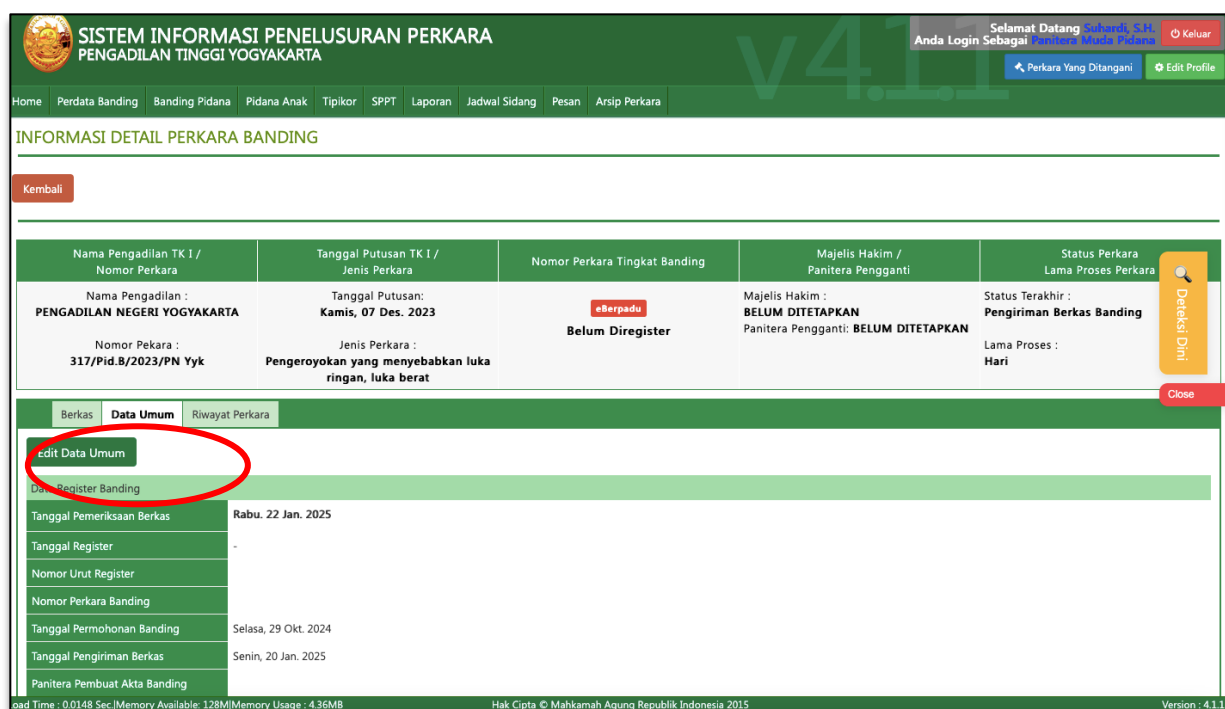 SISTEM INFORMASI PENELUSURAN PERKARA
PENGADILAN TINGGI YOGYAKARTA
v4.1.1
Selamat Datang Suhardi, S.H.
Anda Login Sebagai Panitera Muda Pidana
Keluar
Perkara Yang Ditangani
Edit Profile
Home Perdata Banding Banding Pidana Pidana Anak Tipikor SPPT Laporan Jadwal Sidang Pesan Arsip Perkara
INFORMASI DETAIL PERKARA BANDING
Kembali
Nama Pengadilan TK I /
Nomor Perkara
Tanggal Putusan TK I /
Jenis Perkara
Nomor Perkara Tingkat Banding
Majelis Hakim /
Panitera Pengganti
Status Perkara
Lama Proses Perkara
Nama Pengadilan :
PENGADILAN NEGERI YOGYAKARTA
Nomor Pekara :
317/Pid.B/2023/PN Yyk
Tanggal Putusan:
Kamis, 07 Des. 2023
Jenis Perkara :
Pengeroyokan yang menyebabkan luka
ringan, luka berat
eBerpadu
Belum Diregister
Majelis Hakim :
BELUM DITETAPKAN
Panitera Pengganti: BELUM DITETAPKAN
Status Terakhir :
Pengiriman Berkas Banding
Lama Proses :
Hari
Deteksi Dini
Close
Berkas Data Umum Riwayat Perkara
Edit Data Umum
Data Register Banding
Tanggal Pemeriksaan Berkas Rabu. 22 Jan. 2025
Tanggal Register -
Nomor Urut Register
Nomor Perkara Banding
Tanggal Permohonan Banding Selasa, 29 Okt. 2024
Tanggal Pengiriman Berkas Senin, 20 Jan. 2025
Panitera Pembuat Akta Banding
oad Time : 0.0148 Sec.|Memory Available: 128M|Memory Usage : 4.36MB
Hak Cipta © Mahkamah Agung Republik Indonesia 2015
Version : 4.1.1